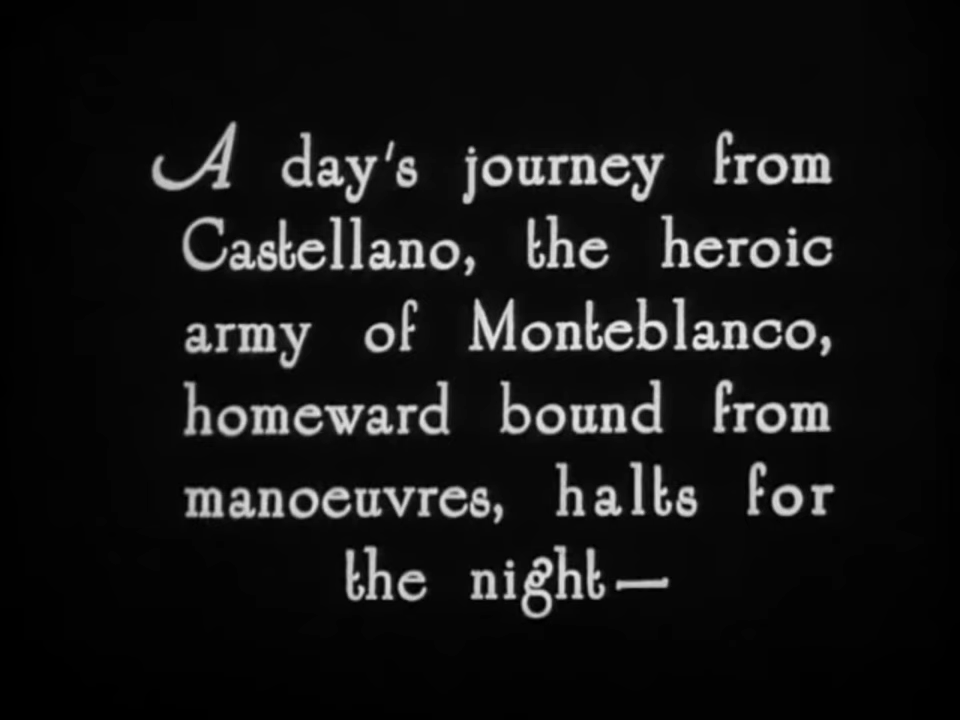 A day's journey from
Castellano, the heroic
army of Monteblanco,
homeward bound from
manoeuvres, halts for
the night—